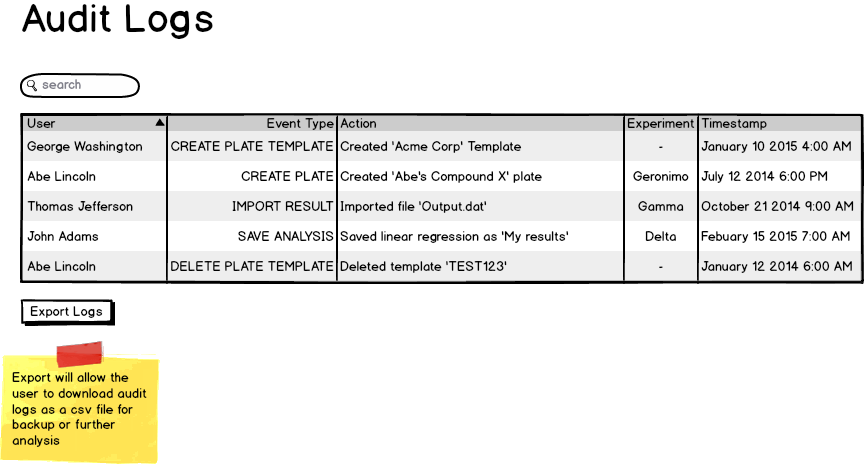 Audit Logs
search
User Event Type Action Experiment Timestamp
George Washington CREATE PLATE TEMPLATE Created 'Acme Corp' Template - January 10 2015 4:00 AM
Abe Lincoln CREATE PLATE Created 'Abe's Compound X' plate Geronimo July 12 2014 6:00 PM
Thomas Jefferson IMPORT RESULT Imported file 'Output.dat' Gamma October 21 2014 9:00 AM
John Adams SAVE ANALYSIS Saved linear regression as 'My results' Delta Febuary 15 2015 7:00 AM
Abe Lincoln DELETE PLATE TEMPLATE Deleted template 'TEST123' - January 12 2014 6:00 AM
Export Logs
Export will allow the
user to download audit
logs as a csv file for
backup or further
analysis